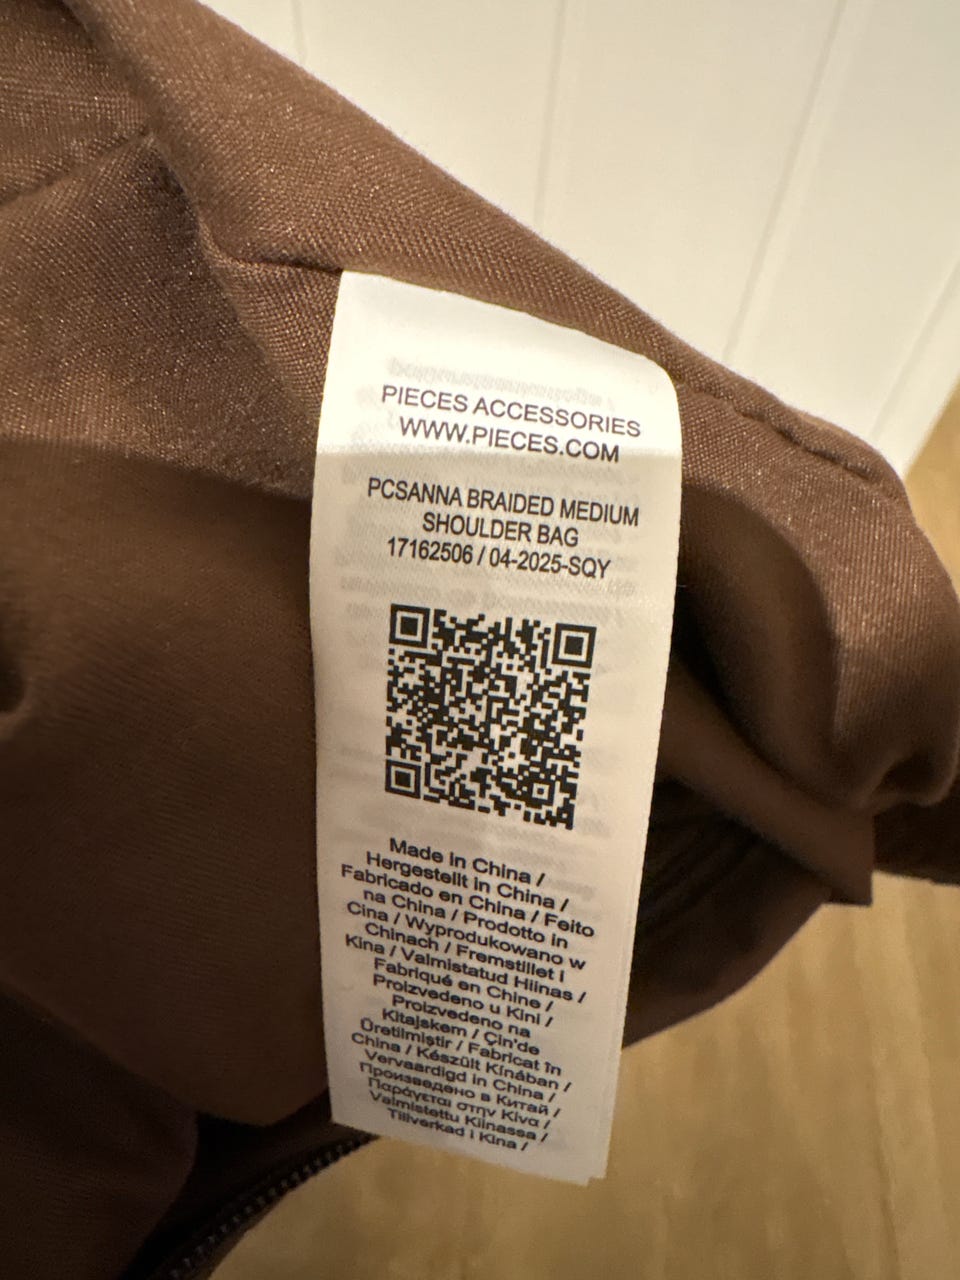 PIECES ACCESSORIES
WWW.PIECES.COM
PCSANNA BRAIDED MEDIUM
SHOULDER BAG
17162506 / 04-2025-SQY
Made in China /
Hergestellt in China /
Fabricado en China / Feito
na China / Prodotto in
Cina / Wyprodukowano w
Chinach / Fremstillet i
Kina / Valmistatud Hiinas /
Fabriqué en Chine /
Proizvedeno u Kini /
Proizvedeno na
Kitajskem / Çin'de
Üretilmiştir / Fabricat în
China / Készült Kínában /
Vervaardigd in China /
Произведено в Китай /
Παράγεται στην Κίνα /
Valmistettu Kiinassa /
Tillverkad i Kina /